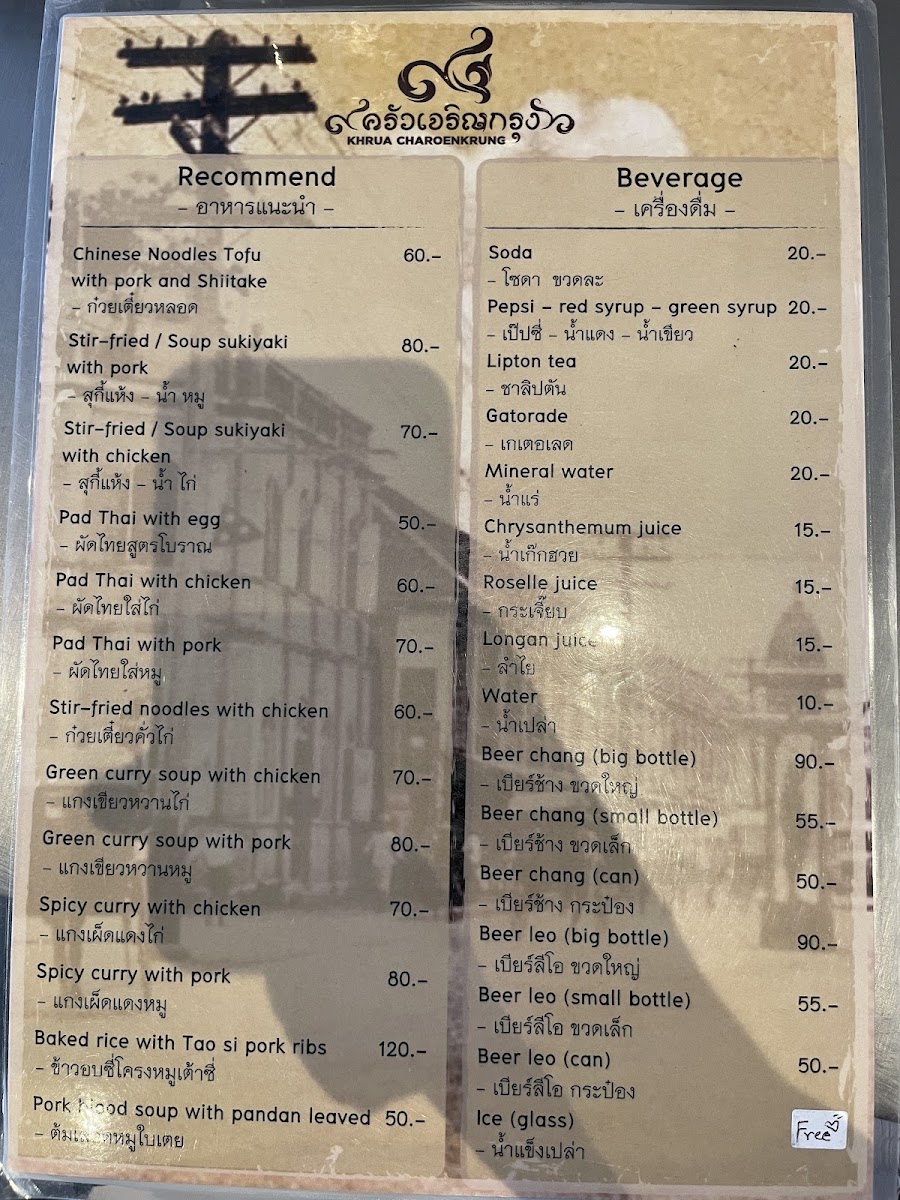 ครัวเจริญกรุง
KHRUA CHAROENKRUNG
Recommend
- อาหารแนะนำ -
Chinese Noodles Tofu 60.-
with pork and Shiitake
- ก๋วยเตี๋ยวหลอด
Stir-fried / Soup sukiyaki 80.-
with pork
- สุกี้แห้ง - น้ำ หมู
Stir-fried / Soup sukiyaki 70.-
with chicken
- สุกี้แห้ง - น้ำ ไก่
Pad Thai with egg 50.-
- ผัดไทยสูตรโบราณ
Pad Thai with chicken 60.-
- ผัดไทยใส่ไก่
Pad Thai with pork 70.-
- ผัดไทยใส่หมู
Stir-fried noodles with chicken 60.-
- ก๋วยเตี๋ยวคั่วไก่
Green curry soup with chicken 70.-
- แกงเขียวหวานไก่
Green curry soup with pork 80.-
- แกงเขียวหวานหมู
Spicy curry with chicken 70.-
- แกงเผ็ดแดงไก่
Spicy curry with pork 80.-
- แกงเผ็ดแดงหมู
Baked rice with Tao si pork ribs 120.-
- ข้าวอบซี่โครงหมูเต้าซี่
Pork blood soup with pandan leaved 50.-
- ต้มเลือดหมูใบเตย
Beverage
- เครื่องดื่ม -
Soda 20.-
- โซดา ขวดละ
Pepsi - red syrup - green syrup 20.-
- เป๊ปซี่ - น้ำแดง - น้ำเขียว
Lipton tea 20.-
- ชาลิปตัน
Gatorade 20.-
- เกเตอเลด
Mineral water 20.-
- น้ำแร่
Chrysanthemum juice 15.-
- น้ำเก๊กฮวย
Roselle juice 15.-
- กระเจี๊ยบ
Longan juice 15.-
- ลำไย
Water 10.-
- น้ำเปล่า
Beer chang (big bottle) 90.-
- เบียร์ช้าง ขวดใหญ่
Beer chang (small bottle) 55.-
- เบียร์ช้าง ขวดเล็ก
Beer chang (can) 50.-
- เบียร์ช้าง กระป๋อง
Beer leo (big bottle) 90.-
- เบียร์ลีโอ ขวดใหญ่
Beer leo (small bottle) 55.-
- เบียร์ลีโอ ขวดเล็ก
Beer leo (can) 50.-
- เบียร์ลีโอ กระป๋อง
Ice (glass) Free
- น้ำแข็งเปล่า